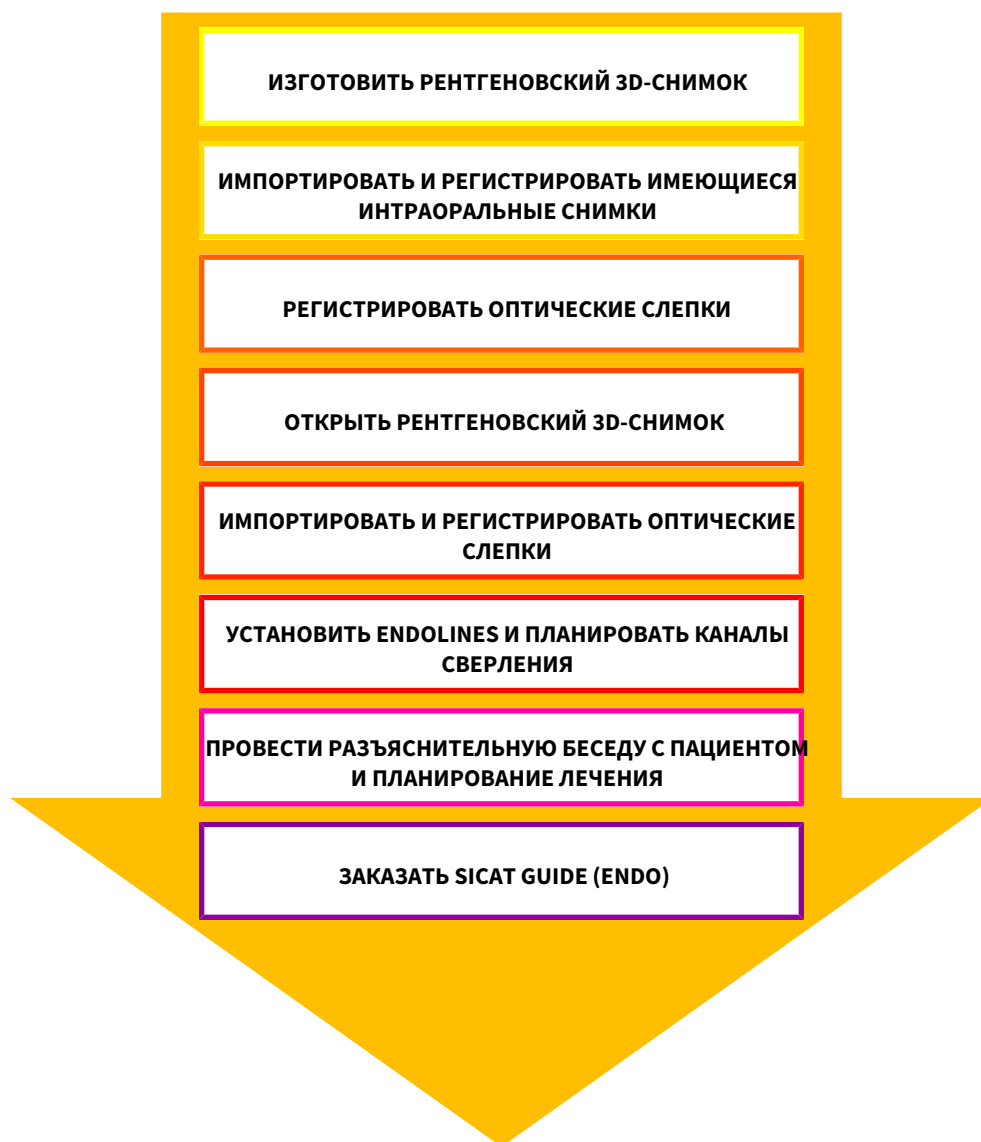 ИЗГОТОВИТЬ РЕНТГЕНОВСКИЙ 3D-СНИМОК
ИМПОРТИРОВАТЬ И РЕГИСТРИРОВАТЬ ИМЕЮЩИЕСЯ
ИНТРАОРАЛЬНЫЕ СНИМКИ
РЕГИСТРИРОВАТЬ ОПТИЧЕСКИЕ СЛЕПКИ
ОТКРЫТЬ РЕНТГЕНОВСКИЙ 3D-СНИМОК
ИМПОРТИРОВАТЬ И РЕГИСТРИРОВАТЬ ОПТИЧЕСКИЕ
СЛЕПКИ
УСТАНОВИТЬ ENDOLINES И ПЛАНИРОВАТЬ КАНАЛЫ
СВЕРЛЕНИЯ
ПРОВЕСТИ РАЗЪЯСНИТЕЛЬНУЮ БЕСЕДУ С ПАЦИЕНТОМ
И ПЛАНИРОВАНИЕ ЛЕЧЕНИЯ
ЗАКАЗАТЬ SICAT GUIDE (ENDO)